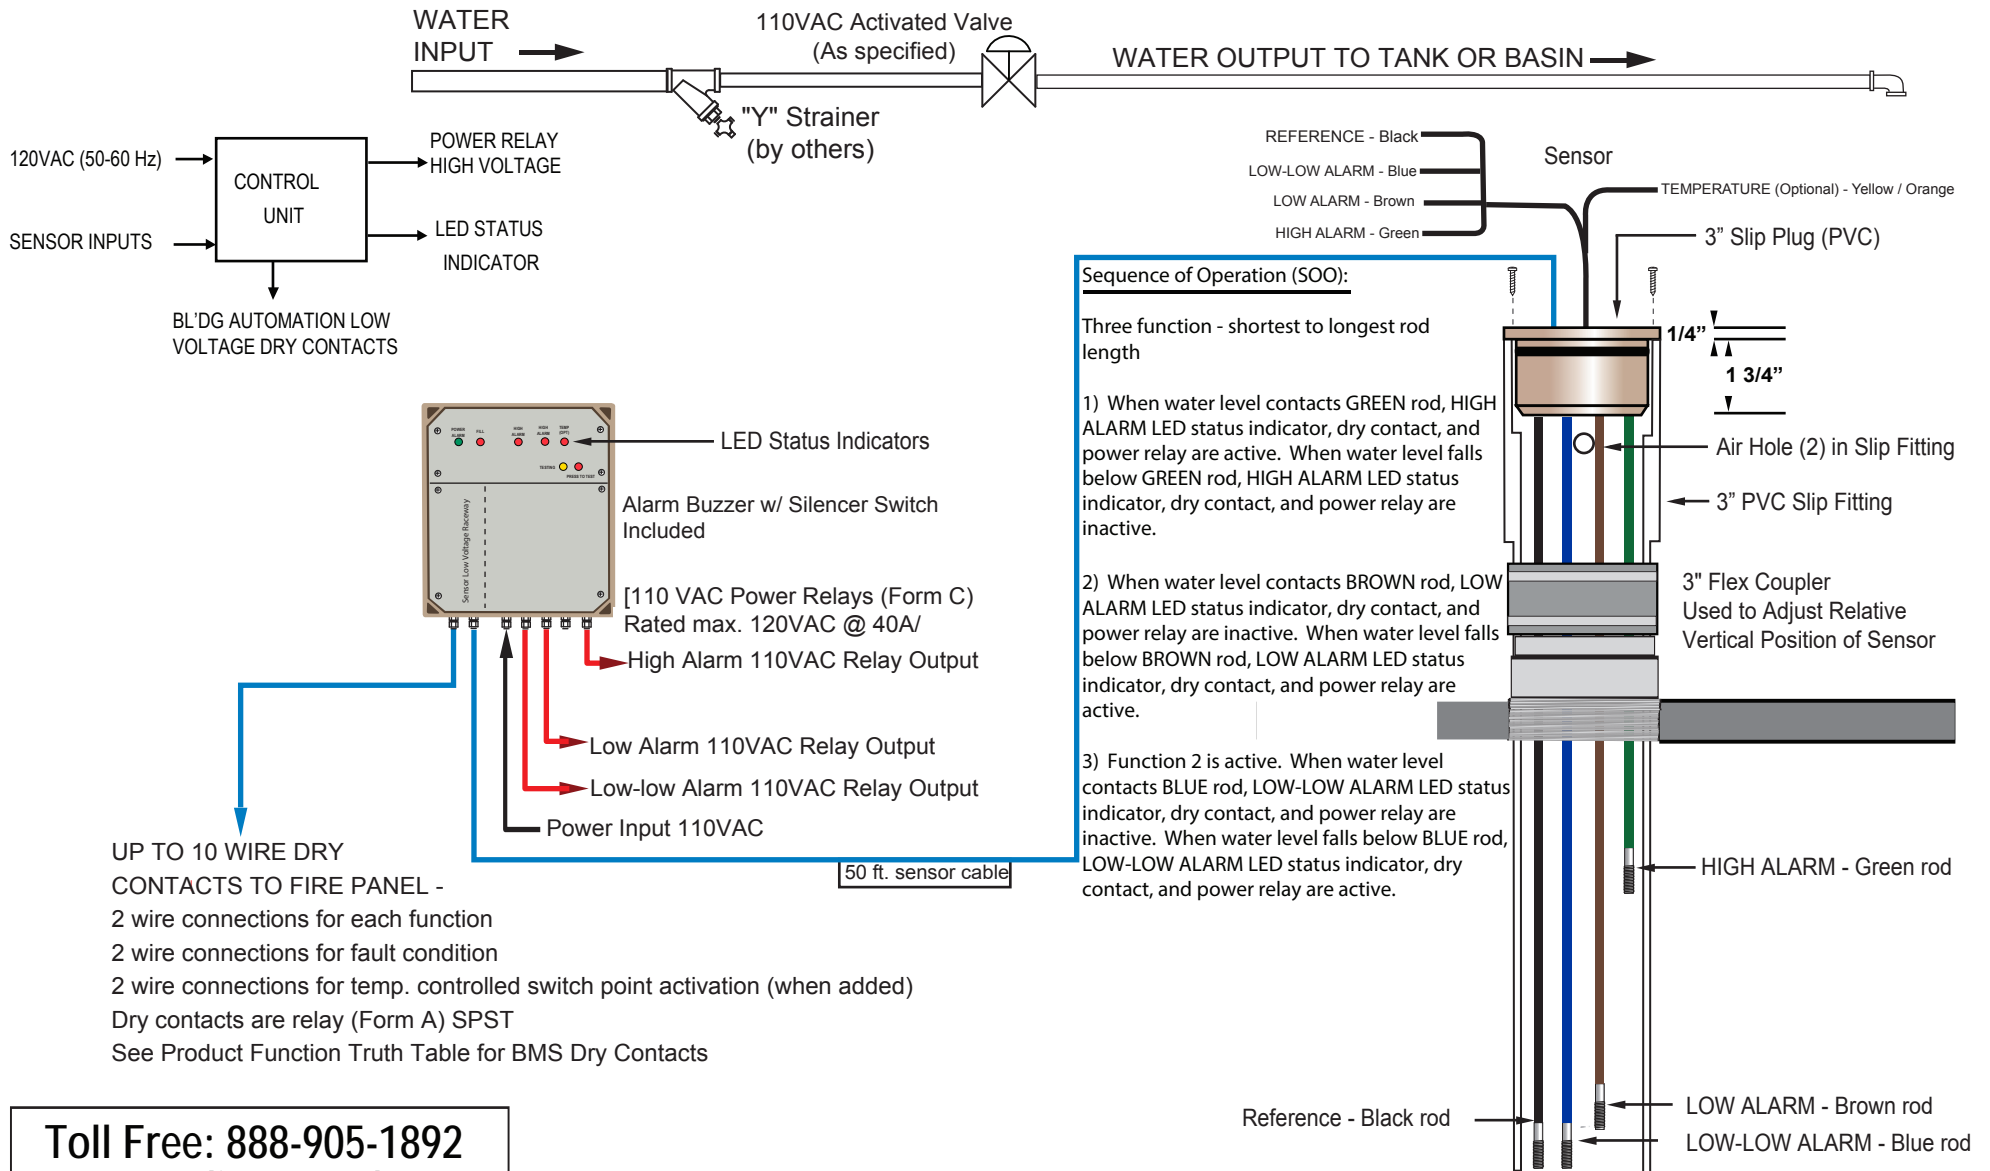 WATER
INPUT
110VAC Activated Valve
(As specified)
WATER OUTPUT TO TANK OR BASIN
"Y" Strainer
(by others)
120VAC (50-60 Hz)
SENSOR INPUTS
CONTROL
UNIT
POWER RELAY
HIGH VOLTAGE
LED STATUS
INDICATOR
BL'DG AUTOMATION LOW
VOLTAGE DRY CONTACTS
REFERENCE - Black
LOW-LOW ALARM - Blue
LOW ALARM - Brown
HIGH ALARM - Green
Sensor
TEMPERATURE (Optional) - Yellow / Orange
3” Slip Plug (PVC)
1/4”
1 3/4”
Air Hole (2) in Slip Fitting
3” PVC Slip Fitting
3" Flex Coupler
Used to Adjust Relative
Vertical Position of Sensor
HIGH ALARM - Green rod
LOW ALARM - Brown rod
LOW-LOW ALARM - Blue rod
Reference - Black rod
Sequence of Operation (SOO):
Three function - shortest to longest rod
length
1) When water level contacts GREEN rod, HIGH
ALARM LED status indicator, dry contact, and
power relay are active. When water level falls
below GREEN rod, HIGH ALARM LED status
indicator, dry contact, and power relay are
inactive.
2) When water level contacts BROWN rod, LOW
ALARM LED status indicator, dry contact, and
power relay are inactive. When water level falls
below BROWN rod, LOW ALARM LED status
indicator, dry contact, and power relay are
active.
3) Function 2 is active. When water level
contacts BLUE rod, LOW-LOW ALARM LED status
indicator, dry contact, and power relay are
inactive. When water level falls below BLUE rod,
LOW-LOW ALARM LED status indicator, dry
contact, and power relay are active.
POWER
ALARM
FILL
HIGH
ALARM
HIGH
ALARM
TEMP
(OPT)
TESTING
PRESS TO TEST
Sensor Low Voltage Raceway
LED Status Indicators
Alarm Buzzer w/ Silencer Switch
Included
[110 VAC Power Relays (Form C)
Rated max. 120VAC @ 40A/
High Alarm 110VAC Relay Output
Low Alarm 110VAC Relay Output
Low-low Alarm 110VAC Relay Output
Power Input 110VAC
50 ft. sensor cable
UP TO 10 WIRE DRY
CONTACTS TO FIRE PANEL -
2 wire connections for each function
2 wire connections for fault condition
2 wire connections for temp. controlled switch point activation (when added)
Dry contacts are relay (Form A) SPST
See Product Function Truth Table for BMS Dry Contacts
Toll Free: 888-905-1892